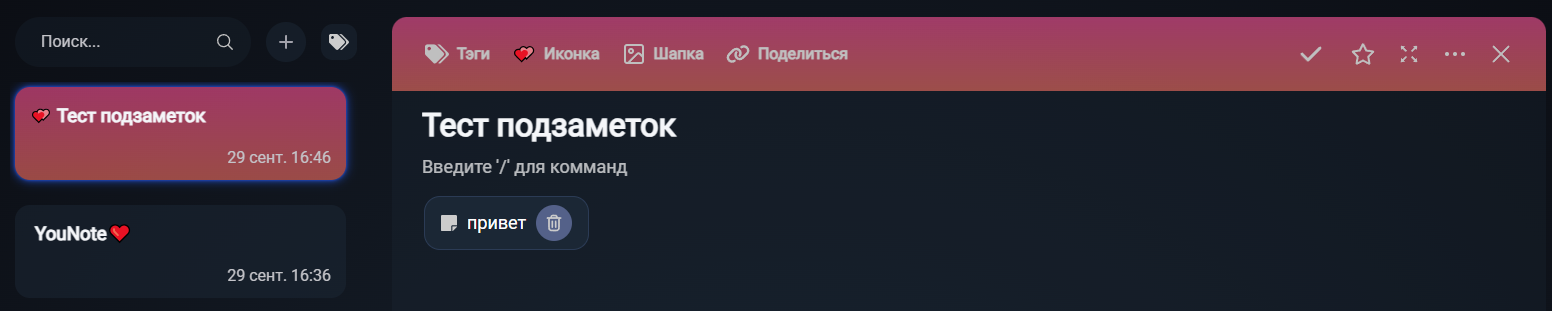 Поиск...
Тест подзаметок
29 сент. 16:46
YouNote
29 сент. 16:36
Тэги Иконка Шапка Поделиться
Тест подзаметок
Введите '/' для комманд
привет